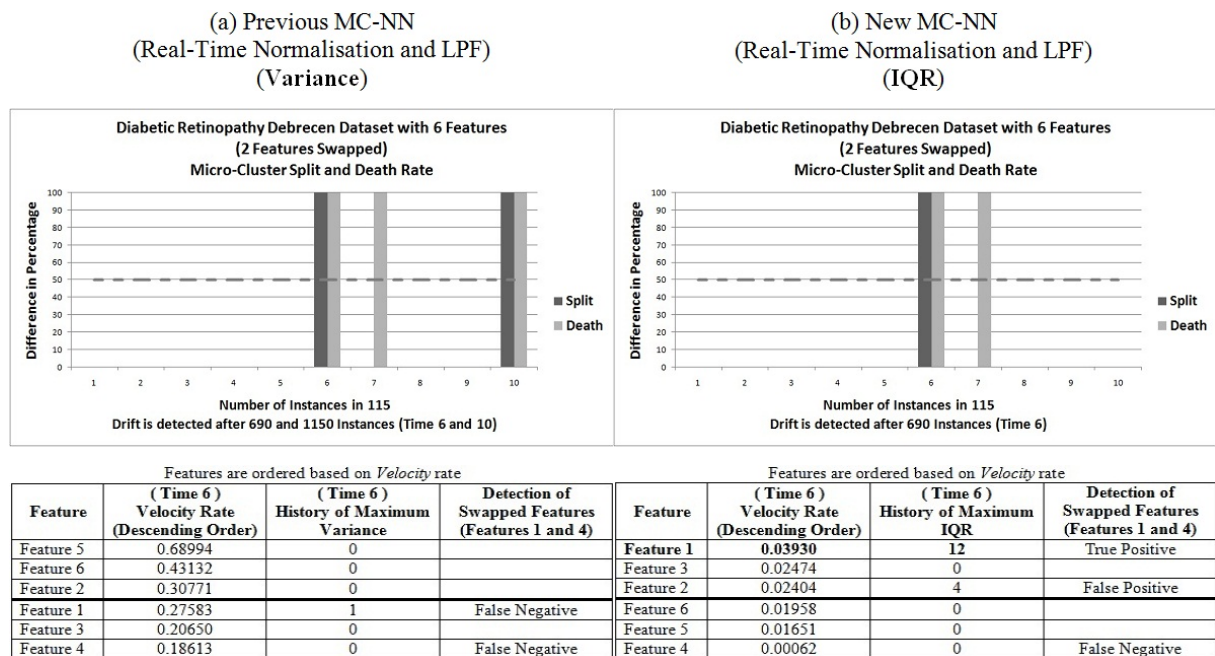 (a) Previous MC-NN
(Real-Time Normalisation and LPF)
(Variance)
Diabetic Retinopathy Debrecen Dataset with 6 Features
(2 Features Swapped)
Micro-Cluster Split and Death Rate
Difference in Percentage
100
90
80
70
60
50
40
30
20
10
0
1 2 3 4 5 6 7 8 9 10
Split
Death
Number of Instances in 115
Drift is detected after 690 and 1150 Instances (Time 6 and 10)
(b) New MC-NN
(Real-Time Normalisation and LPF)
(IQR)
Diabetic Retinopathy Debrecen Dataset with 6 Features
(2 Features Swapped)
Micro-Cluster Split and Death Rate
Difference in Percentage
100
90
80
70
60
50
40
30
20
10
0
1 2 3 4 5 6 7 8 9 10
Split
Death
Number of Instances in 115
Drift is detected after 690 Instances (Time 6)
Features are ordered based on Velocity rate
Feature ( Time 6 ) Velocity Rate (Descending Order) ( Time 6 ) History of Maximum Variance Detection of Swapped Features (Features 1 and 4)
Feature 5 0.68994 0
Feature 6 0.43132 0
Feature 2 0.30771 0
Feature 1 0.27583 1 False Negative
Feature 3 0.20650 0
Feature 4 0.18613 0 False Negative
Features are ordered based on Velocity rate
Feature ( Time 6 ) Velocity Rate (Descending Order) ( Time 6 ) History of Maximum IQR Detection of Swapped Features (Features 1 and 4)
Feature 1 0.03930 12 True Positive
Feature 3 0.02474 0
Feature 2 0.02404 4 False Positive
Feature 6 0.01958 0
Feature 5 0.01651 0
Feature 4 0.00062 0 False Negative